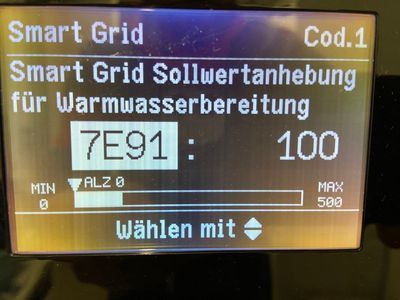 Smart Grid Cod.1
Smart Grid Sollwertanhebung
für Warmwasserbereitung
7E91 : 100
ALZ 0
MIN MAX
0 500
Wählen mit